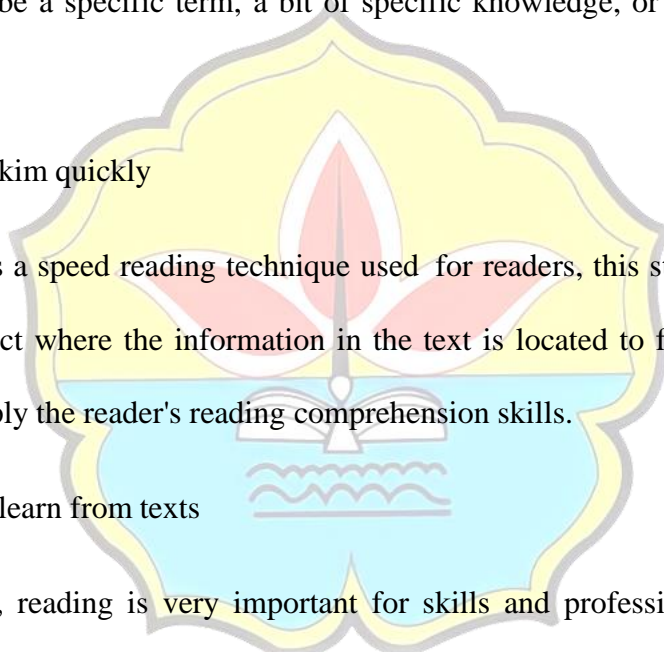 be a specific term, a bit of specific knowledge, or
kim quickly
s a speed reading technique used for readers, this s
ct where the information in the text is located to f
ly the reader's reading comprehension skills.
learn from texts
, reading is very important for skills and professi